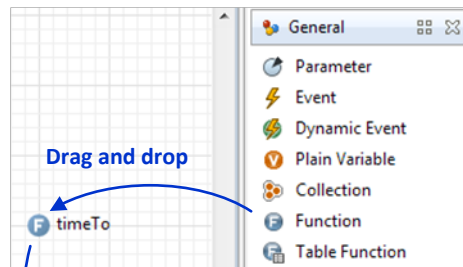 General
Parameter
Event
Dynamic Event
Drag and drop
Plain Variable
Collection
timeTo
Function
Table Function